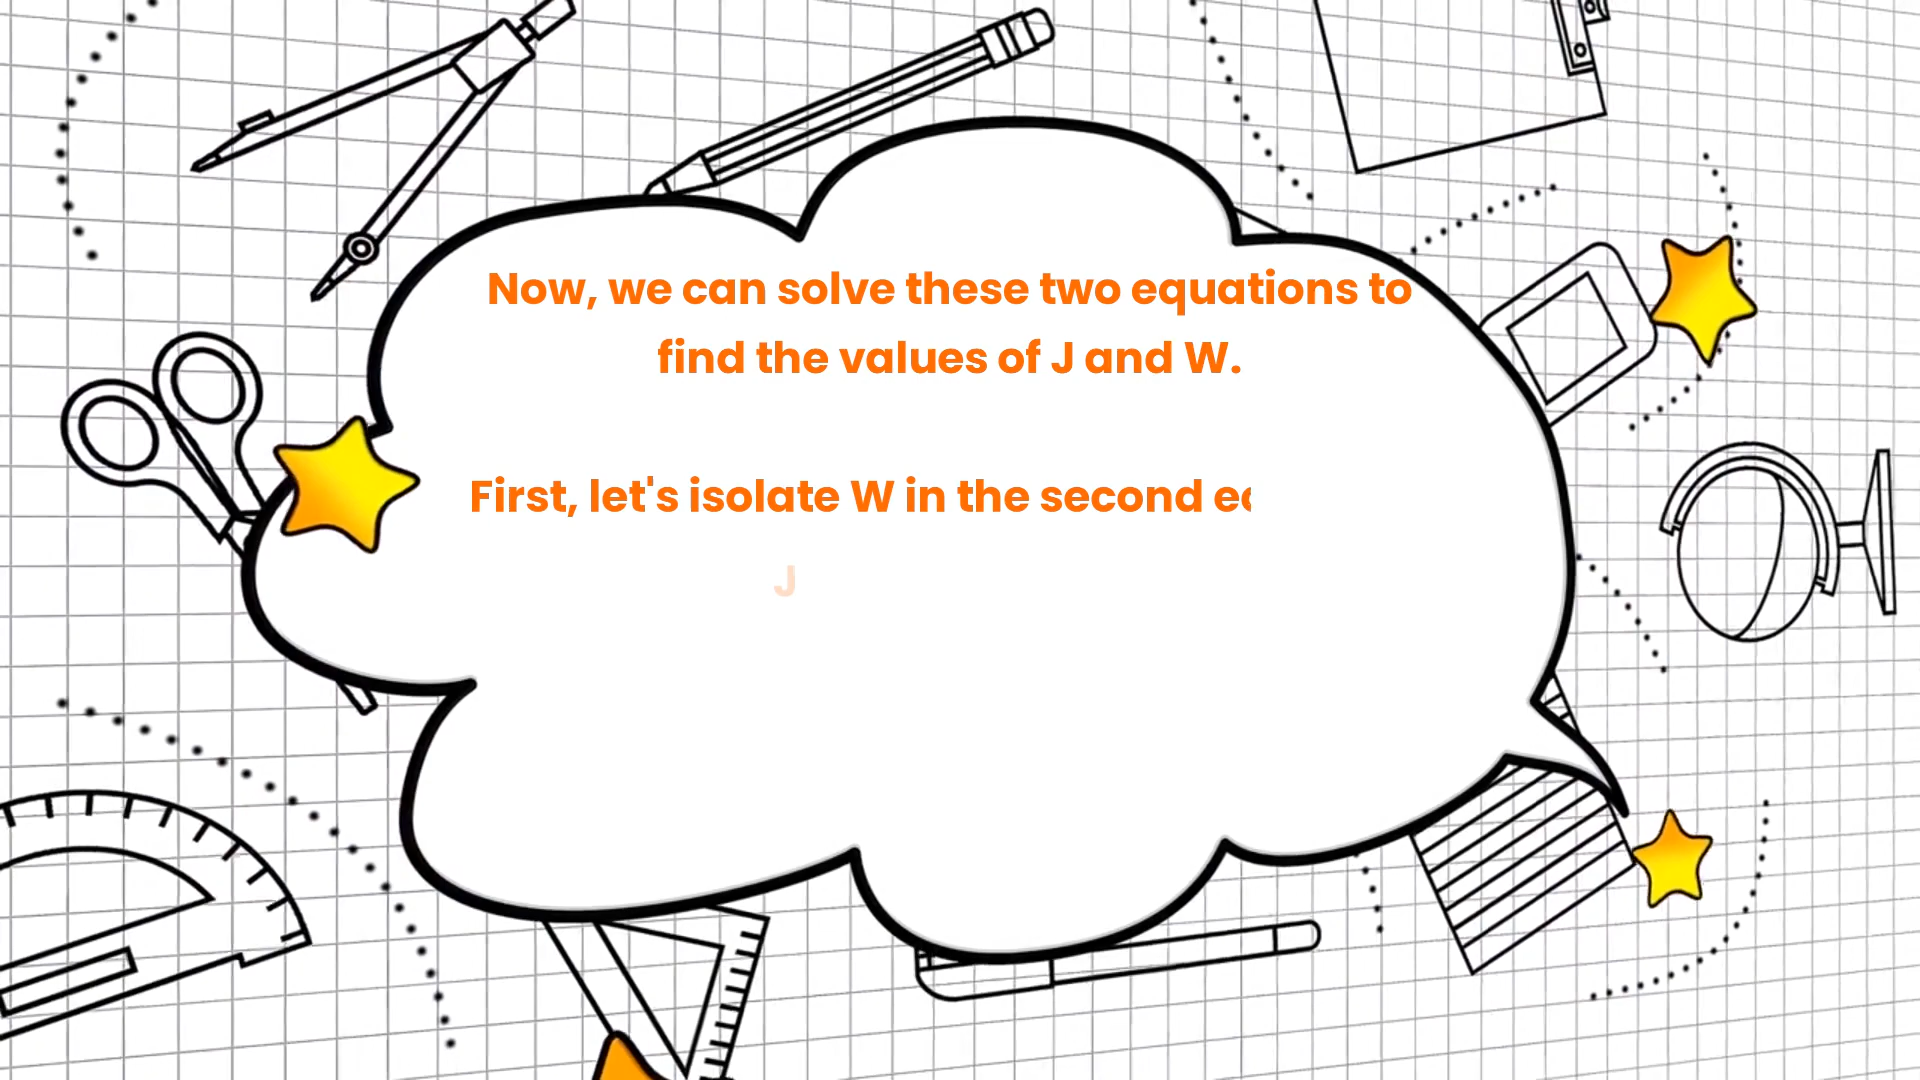 Now, we can solve these two equations to
find the values of J and W.
First, let's isolate W in the second
J